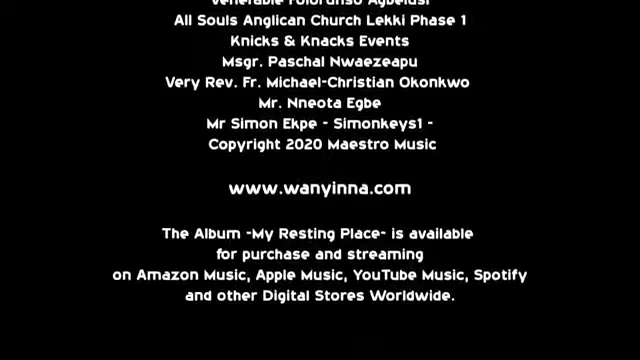 Venerable Folorunso Agbelusi
All Souls Anglican Church Lekki Phase 1
Knicks & Knacks Events
Msgr. Paschal Nwaezeapu
Very Rev. Fr. Michael-Christian Okonkwo
Mr. Nneota Egbe
Mr Simon Ekpe - Simonkeys1 -
Copyright 2020 Maestro Music
www.wanyinna.com
The Album -My Resting Place- is available
for purchase and streaming
on Amazon Music, Apple Music, YouTube Music, Spotify
and other Digital Stores Worldwide.